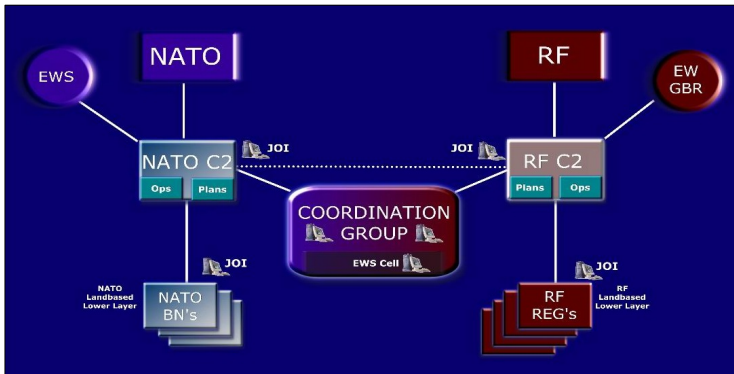 NATO
RF
EWS
EW
GBR
JOI
JOI
NATO C2
RF C2
Ops
Plans
Plans
Ops
COORDINATION
GROUP
EWS Cell
JOI
JOI
NATO
Landbased
Lower Layer
NATO
BN's
RF
REG's
RF
Landbased
Lower Layer